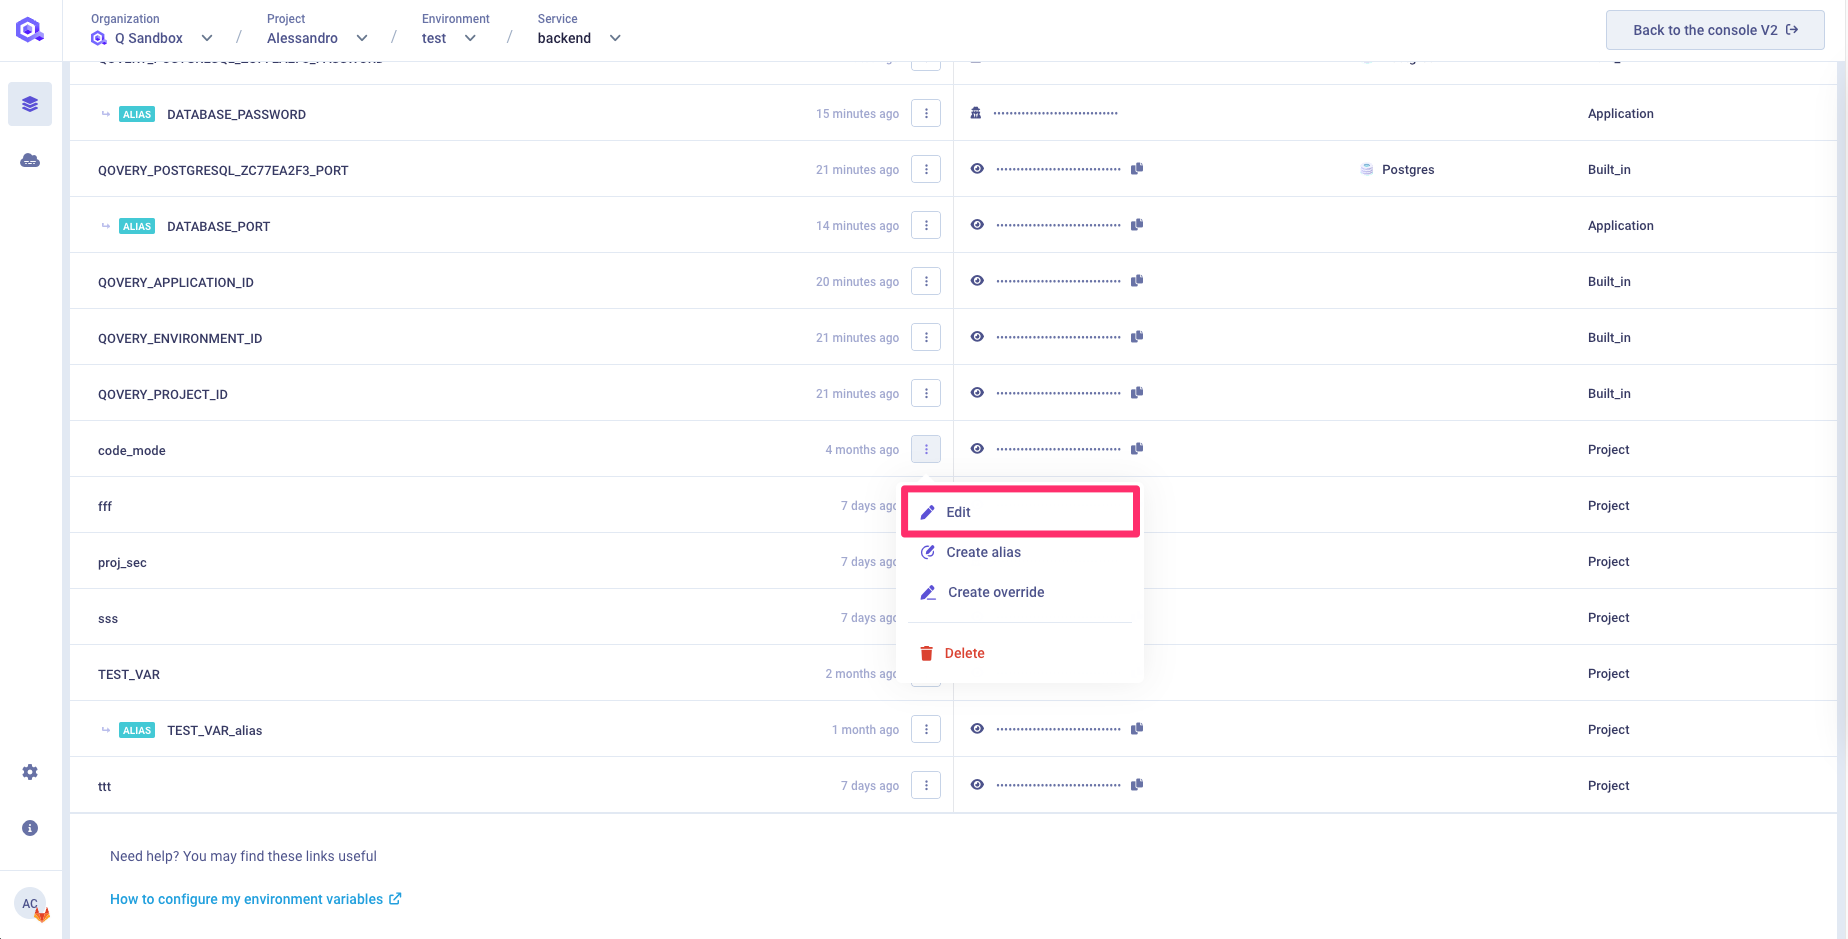 Organization
Project
Environment
Service
Q Sandbox
/
Alessandro
/
test
/
backend
Back to the console V2
ALIAS DATABASE_PASSWORD 15 minutes ago Application
QOVERY_POSTGRESQL_ZC77EA2F3_PORT 21 minutes ago Postgres Built_in
ALIAS DATABASE_PORT 14 minutes ago Application
QOVERY_APPLICATION_ID 20 minutes ago Built_in
QOVERY_ENVIRONMENT_ID 21 minutes ago Built_in
QOVERY_PROJECT_ID 21 minutes ago Built_in
code_mode 4 months ago Project
fff 7 days ago Project
Edit
proj_sec 7 days ago Project
Create alias
Create override
sss 7 days ago Project
Delete
TEST_VAR 2 months ago Project
ALIAS TEST_VAR_alias 1 month ago Project
ttt 7 days ago Project
Need help? You may find these links useful
How to configure my environment variables
AC